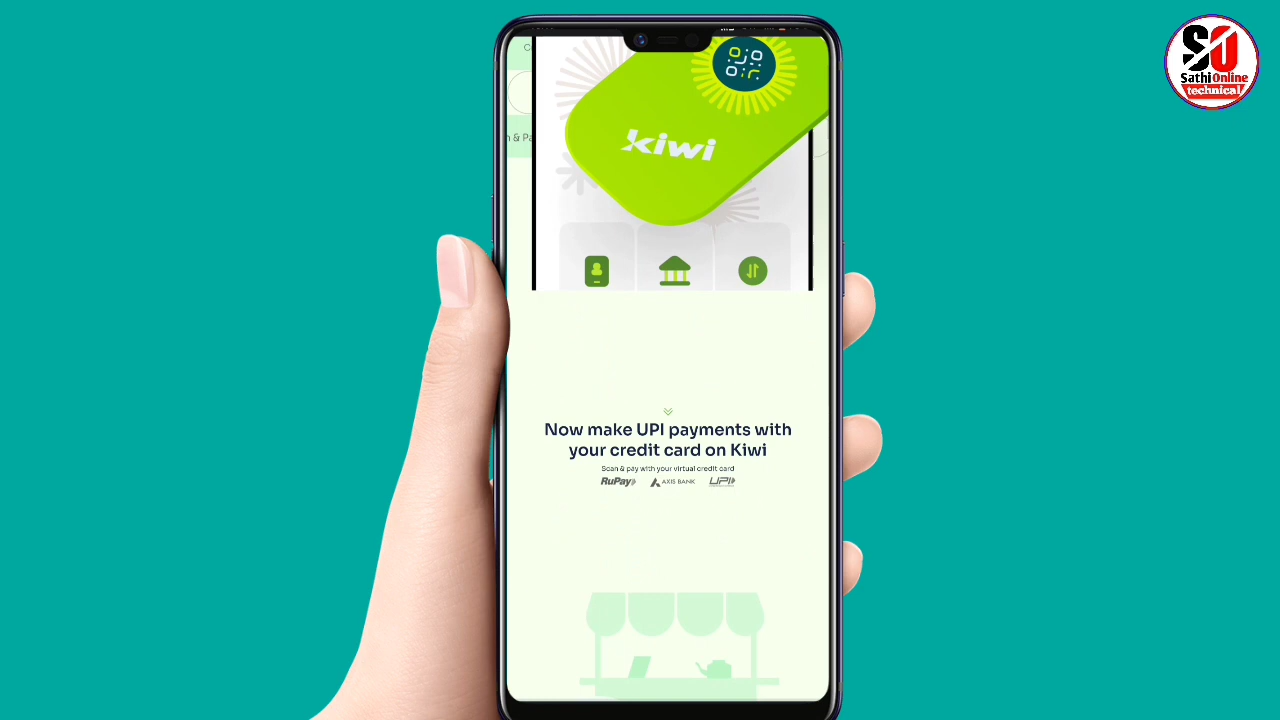 SO
SathiOnline
technical
kiwi
Now make UPI payments with
your credit card on Kiwi
Scan & pay with your virtual credit card
RuPay AXIS BANK UPI